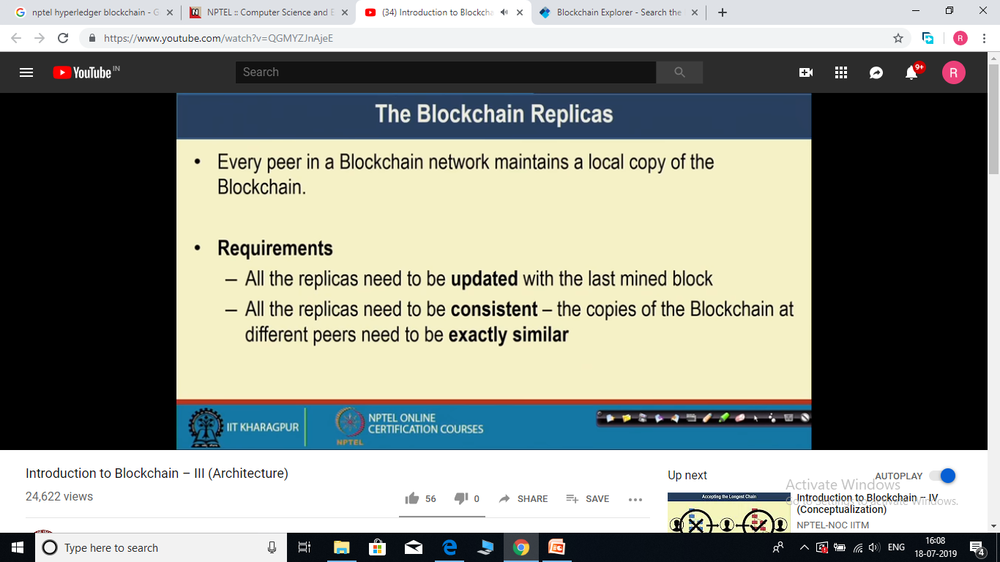 nptel hyperledger blockchain - G
NPTEL :: Computer Science and E
(34) Introduction to Blockcha
Blockchain Explorer - Search the
https://www.youtube.com/watch?v=QGMYZJnAjeE
R
YouTube IN
Search
9+
R
The Blockchain Replicas
• Every peer in a Blockchain network maintains a local copy of the
Blockchain.
• Requirements
– All the replicas need to be updated with the last mined block
– All the replicas need to be consistent – the copies of the Blockchain at
different peers need to be exactly similar
IIT KHARAGPUR
NPTEL
NPTEL ONLINE
CERTIFICATION COURSES
Introduction to Blockchain – III (Architecture)
24,622 views
56
0
SHARE
SAVE
Up next
AUTOPLAY
Activate Windows
Go to Settings to activate Windows.
Accepting the Longest Chain
Introduction to Blockchain – IV
(Conceptualization)
NPTEL-NOC IITM
Type here to search
ENG
16:08
18-07-2019
4